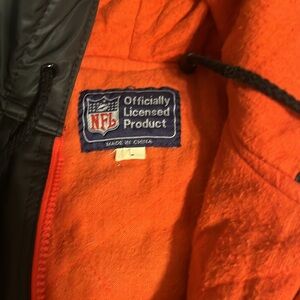 NFL
Officially
Licensed
Product
MADE IN CHINA
L